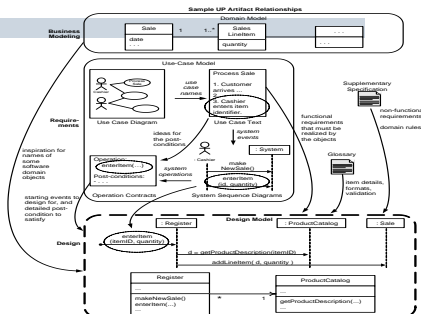 Sample UP Artifact Relationships
Domain Model
Business
Modeling
Sale
date
. . .
1
1..*
Sales
LineItem
quantity
. . .
. . .
Use-Case Model
Process Sale
1. Customer
arrives ...
2. ...
3. Cashier
enters item
identifier.
use
case
names
Use Case Diagram
Use Case Text
Require-
ments
ideas for
the post-
conditions
system
events
: Cashier
: System
Operation:
enterItem(…)
Post-conditions:
. . .
system
operations
make
NewSale()
enterItem
(id, quantity)
Operation Contracts
System Sequence Diagrams
Supplementary
Specification
non-functional
requirements
domain rules
functional
requirements
that must be
realized by
the objects
Glossary
item details,
formats,
validation
inspiration for
names of
some
software
domain
objects
starting events to
design for, and
detailed post-
condition to
satisfy
Design Model
Design
: Register
: ProductCatalog
: Sale
enterItem
(itemID, quantity)
d = getProductDescription(itemID)
addLineItem( d, quantity )
Register
...
makeNewSale()
enterItem(…)
...
*
1
ProductCatalog
...
getProductDescription(…)
...